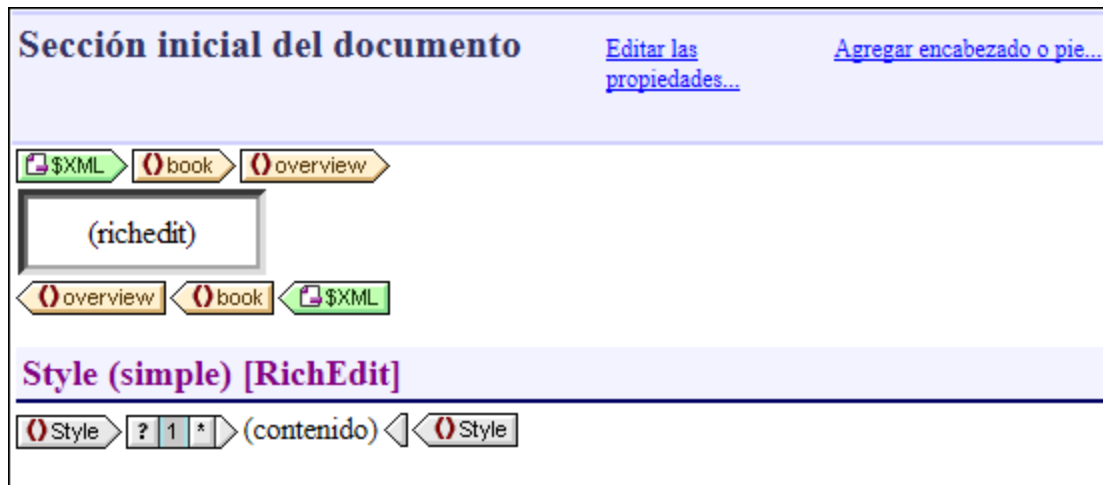 Sección inicial del documento Editar las propiedades... Agregar encabezado o pie...
$XML book overview
(richedit)
overview book $XML
Style (simple) [RichEdit]
Style ? 1 * (contenido) Style